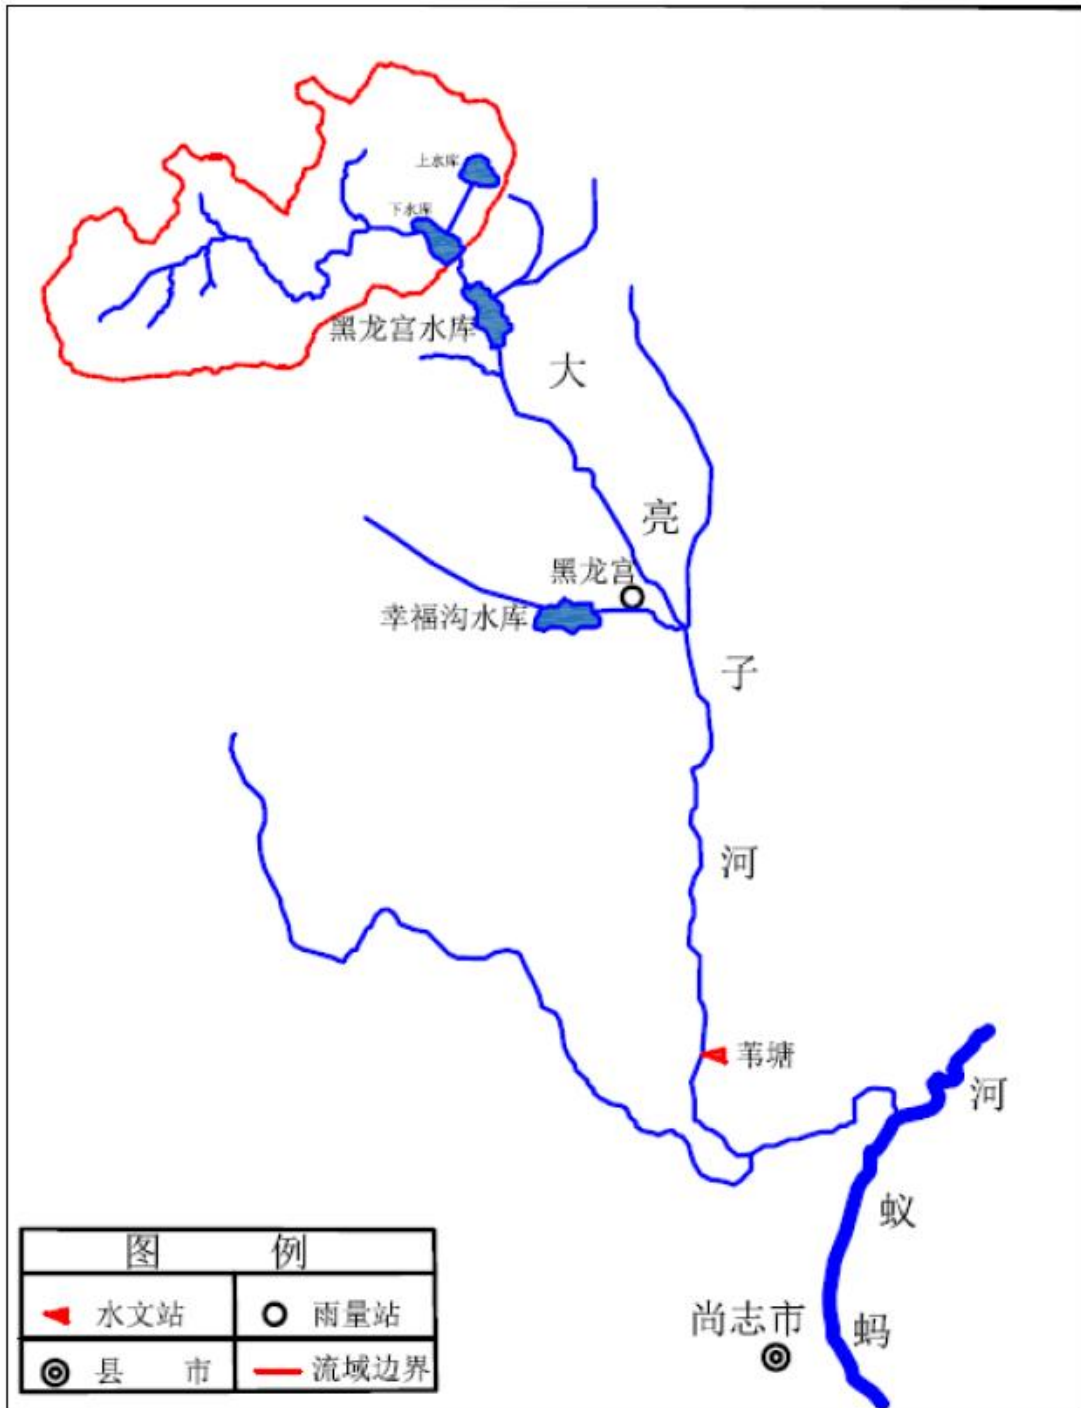 上水库
下水库
黑龙宫水库
大
亮
黑龙宫
幸福沟水库
子
河
苇塘
河
蚁
蚂
尚志市
图 例
水文站
雨量站
县 市
流域边界